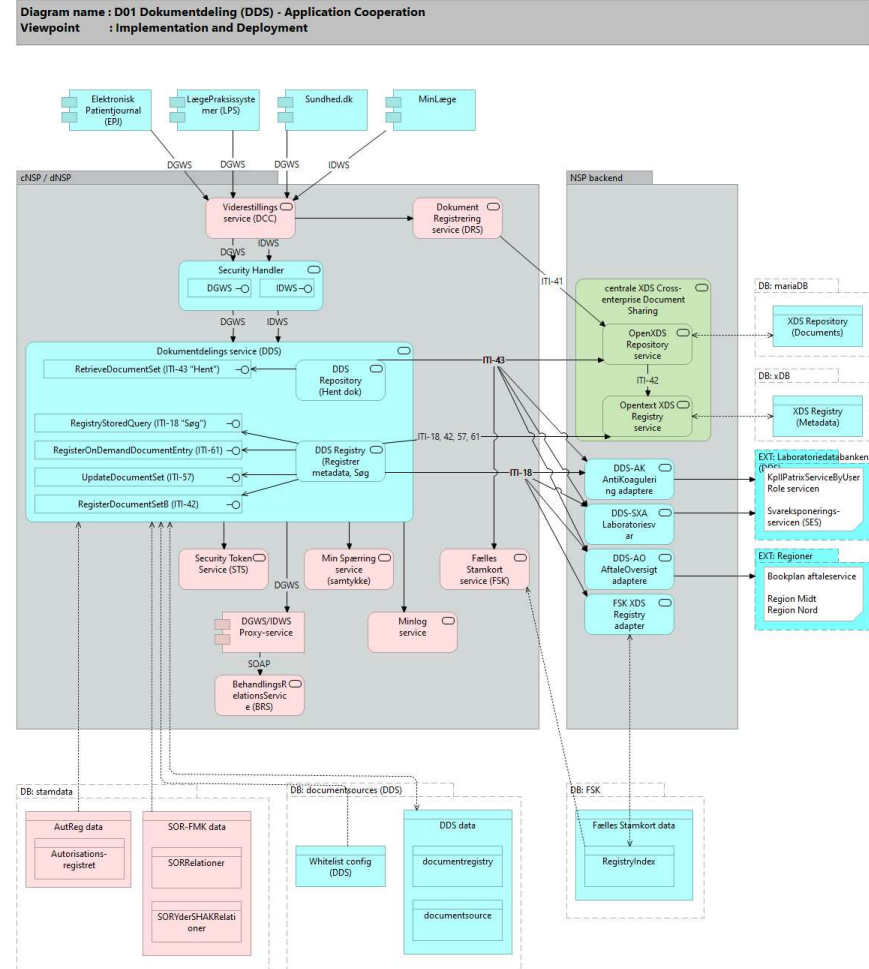 Diagram name : D01 Dokumentdeling (DDS) - Application Cooperation
Viewpoint : Implementation and Deployment
Elektronisk
Patientjournal
(EPJ)
LægePraksissyste
mer (LPS)
Sundhed.dk
MinLæge
DGWS
DGWS
DGWS
IDWS
cNSP / dNSP
NSP backend
Viderestillings
service (DCC)
Dokument
Registrering
service (DRS)
DGWS
IDWS
Security Handler
DGWS
IDWS
DGWS
IDWS
ITI-41
centrale XDS Cross-
enterprise Document
Sharing
OpenXDS
Repository
service
ITI-42
Opentext XDS
Registry
service
DB: mariaDB
XDS Repository
(Documents)
DB: xDB
XDS Registry
(Metadata)
Dokumentdelings service (DDS)
RetrieveDocumentSet (ITI-43 "Hent")
DDS
Repository
(Hent dok)
ITI-43
RegistryStoredQuery (ITI-18 "Søg")
RegisterOnDemandDocumentEntry (ITI-61)
UpdateDocumentSet (ITI-57)
RegisterDocumentSetB (ITI-42)
DDS Registry
(Registrer
metadata, Søg
ITI-18, 42, 57, 61
ITI-18
DDS-AK
AntiKoaguleri
ng adaptere
DDS-SXA
Laboratoriesv
ar
DDS-AO
AftaleOversigt
adaptere
FSK XDS
Registry
adapter
EXT: Laboratoriedatabanken
(DDS)
KpllPatrixServiceByUser
Role servicen
Svareksponerings-
servicen (SES)
EXT: Regioner
Bookplan aftaleservice
Region Midt
Region Nord
Security Token
Service (STS)
Min Spærring
service
(samtykke)
Fælles
Stamkort
service (FSK)
DGWS
DGWS/IDWS
Proxy-service
Minlog
service
SOAP
BehandlingsR
elationsServic
e (BRS)
DB: stamdata
AutReg data
Autorisations-
registret
SOR-FMK data
SORRelationer
SORYderSHAKRelati
oner
DB: documentsources (DDS)
Whitelist config
(DDS)
DDS data
documentregistry
documentsource
DB: FSK
Fælles Stamkort data
RegistryIndex